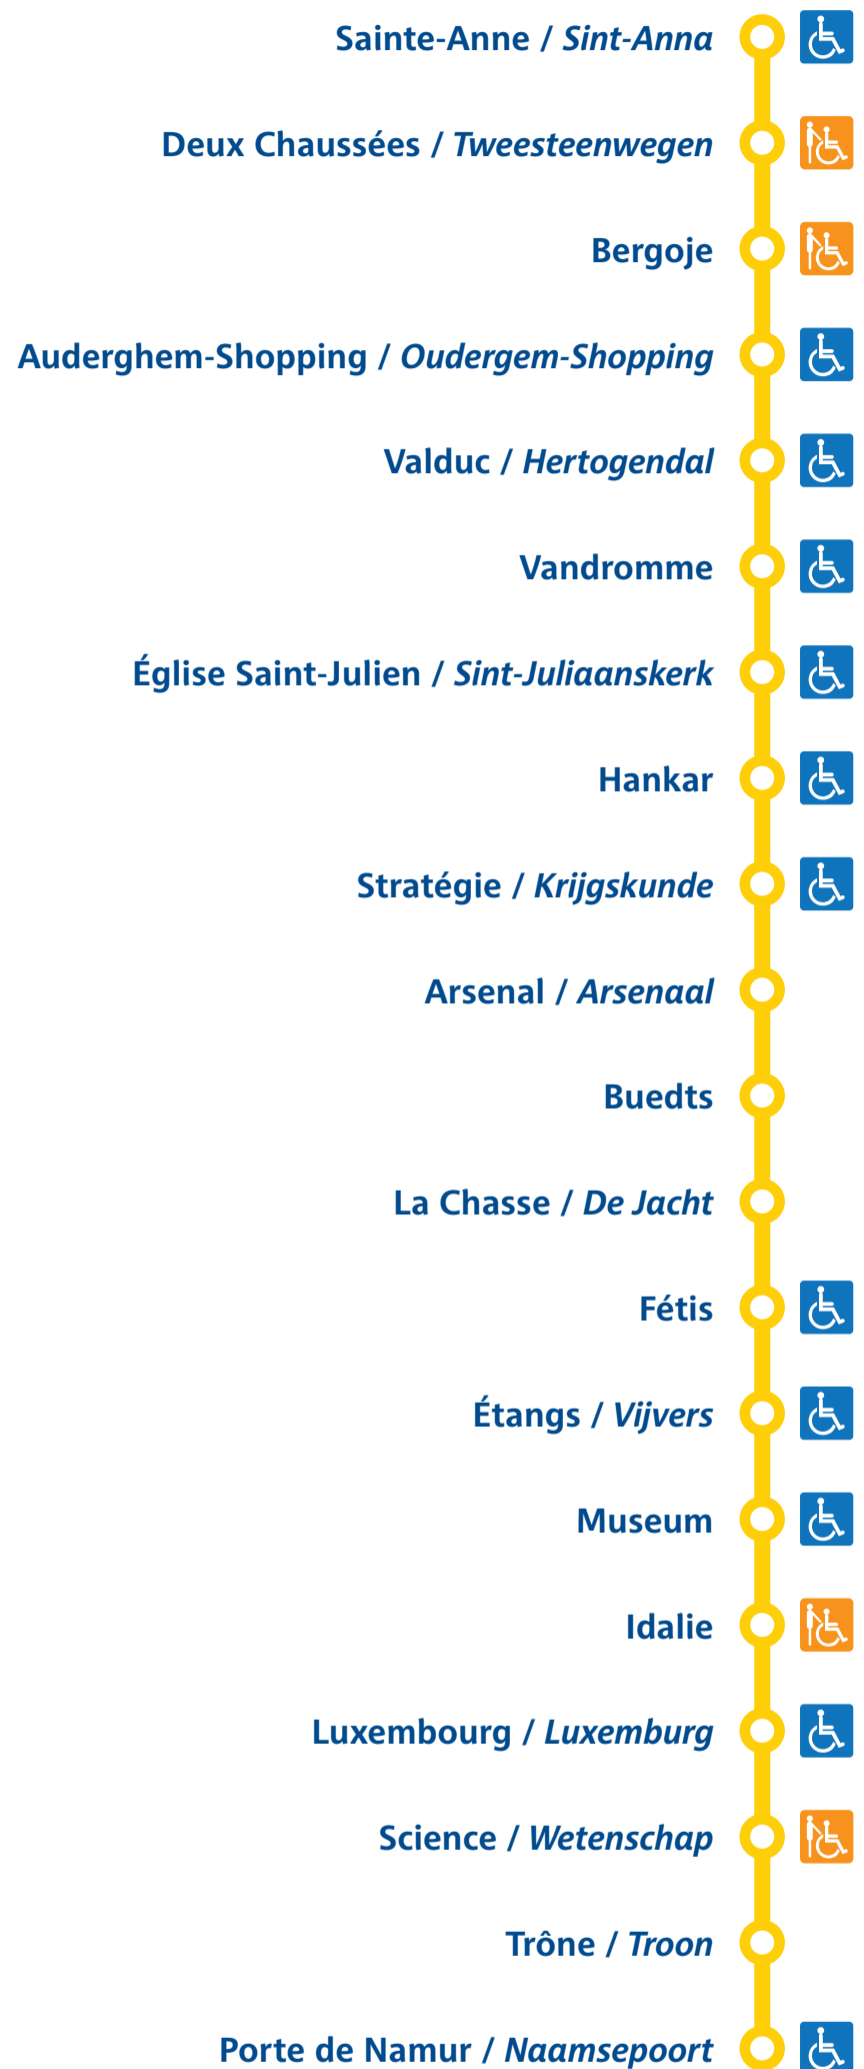 Sainte-Anne / Sint-Anna
Deux Chaussées / Tweesteenwegen
Bergoje
Auderghem-Shopping / Oudergem-Shopping
Valduc / Hertogendal
Vandromme
Église Saint-Julien / Sint-Juliaanskerk
Hankar
Stratégie / Krijgskunde
Arsenal / Arsenaal
Buedts
La Chasse / De Jacht
Fétis
Étangs / Vijvers
Museum
Idalie
Luxembourg / Luxemburg
Science / Wetenschap
Trône / Troon
Porte de Namur / Naamsepoort